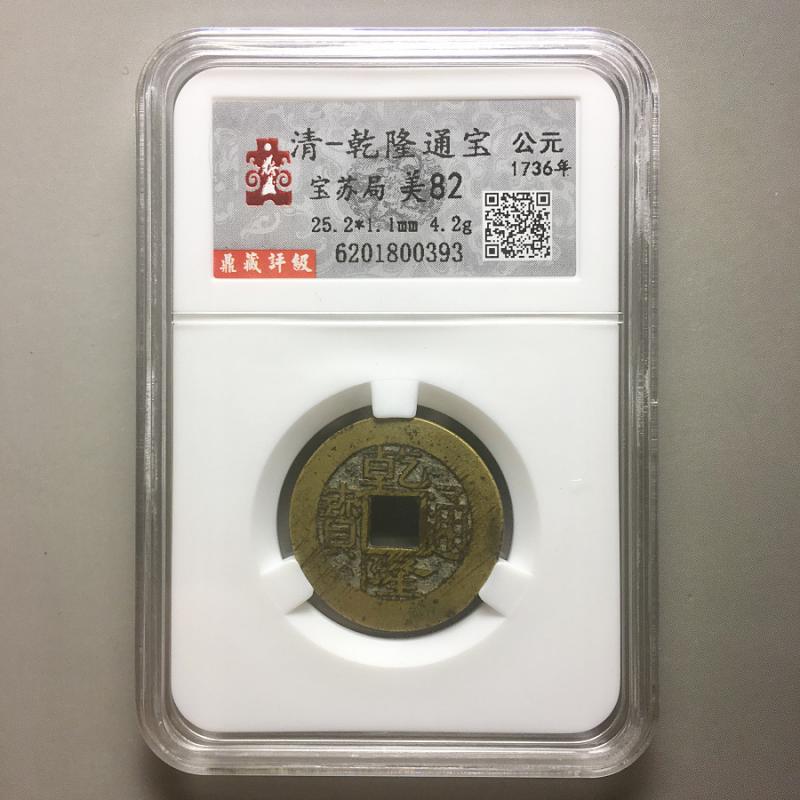 清-乾隆通宝 公元
1736年
宝苏局 美82
25.2*1.1mm 4.2g
鼎藏評級 6201800393
乾隆通寶